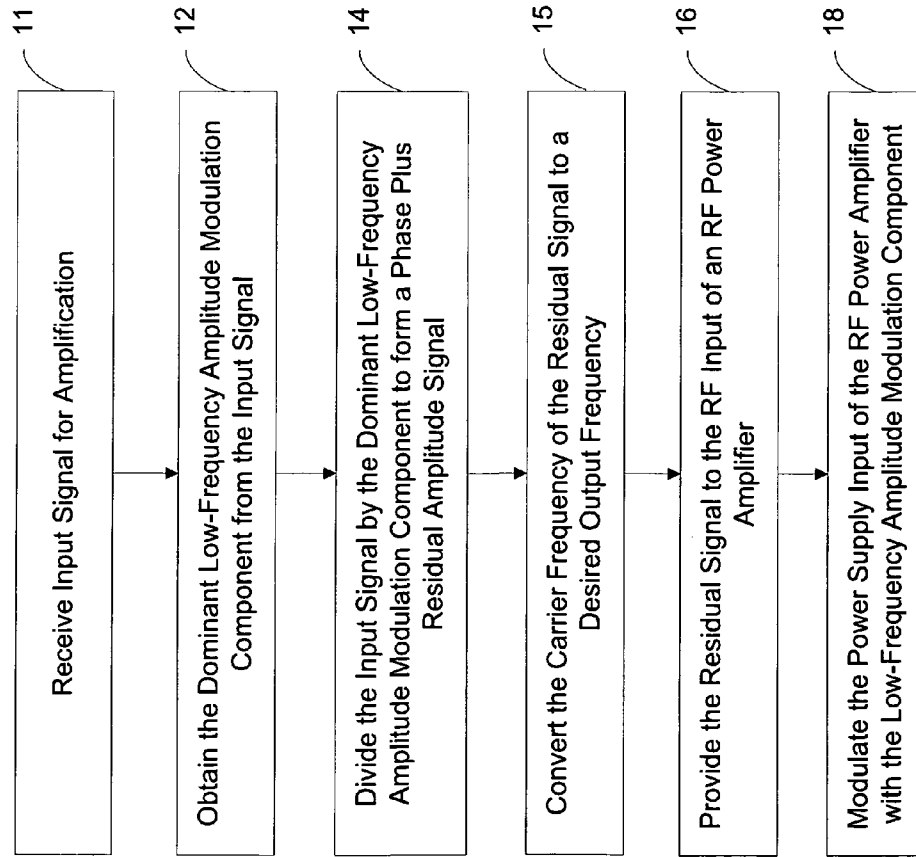 Receive Input Signal for Amplification
11
Obtain the Dominant Low-Frequency Amplitude Modulation
Component from the Input Signal
12
Divide the Input Signal by the Dominant Low-Frequency
Amplitude Modulation Component to form a Phase Plus
Residual Amplitude Signal
14
Convert the Carrier Frequency of the Residual Signal to a
Desired Output Frequency
15
Provide the Residual Signal to the RF Input of an RF Power
Amplifier
16
Modulate the Power Supply Input of the RF Power Amplifier
with the Low-Frequency Amplitude Modulation Component
18